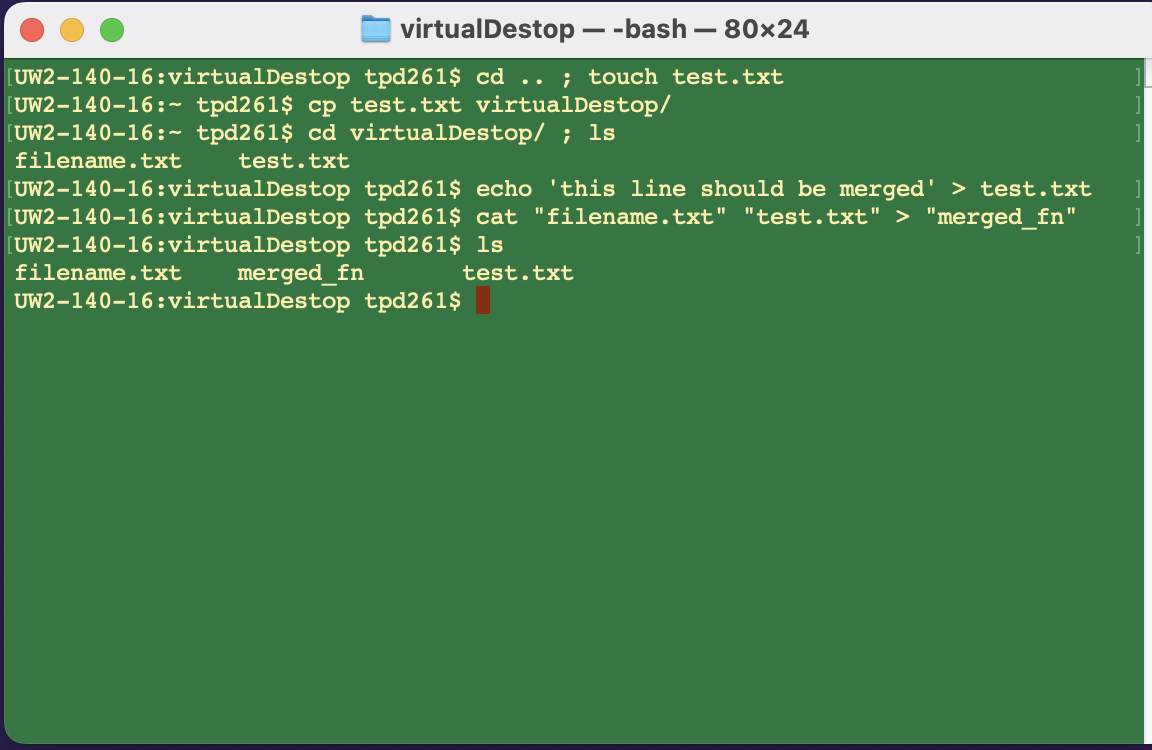 virtualDestop — -bash — 80×24
[UW2-140-16:virtualDestop tpd261$ cd .. ; touch test.txt ]
[UW2-140-16:~ tpd261$ cp test.txt virtualDestop/ ]
[UW2-140-16:~ tpd261$ cd virtualDestop/ ; ls ]
filename.txt    test.txt
[UW2-140-16:virtualDestop tpd261$ echo 'this line should be merged' > test.txt ]
[UW2-140-16:virtualDestop tpd261$ cat "filename.txt" "test.txt" > "merged_fn" ]
[UW2-140-16:virtualDestop tpd261$ ls ]
filename.txt    merged_fn       test.txt
UW2-140-16:virtualDestop tpd261$